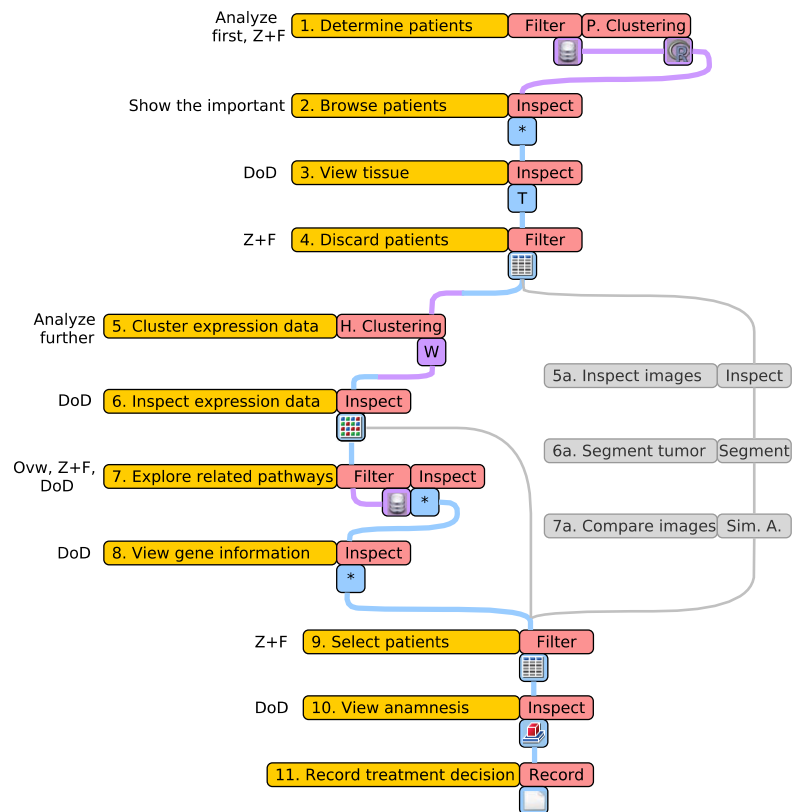 Analyze
first, Z+F
1. Determine patients
Filter
P. Clustering
R
Show the important
2. Browse patients
Inspect
*
DoD
3. View tissue
Inspect
T
Z+F
4. Discard patients
Filter
Analyze
further
5. Cluster expression data
H. Clustering
W
5a. Inspect images
Inspect
DoD
6. Inspect expression data
Inspect
6a. Segment tumor
Segment
Ovw, Z+F,
DoD
7. Explore related pathways
Filter
Inspect
*
7a. Compare images
Sim. A.
DoD
8. View gene information
Inspect
*
Z+F
9. Select patients
Filter
DoD
10. View anamnesis
Inspect
11. Record treatment decision
Record